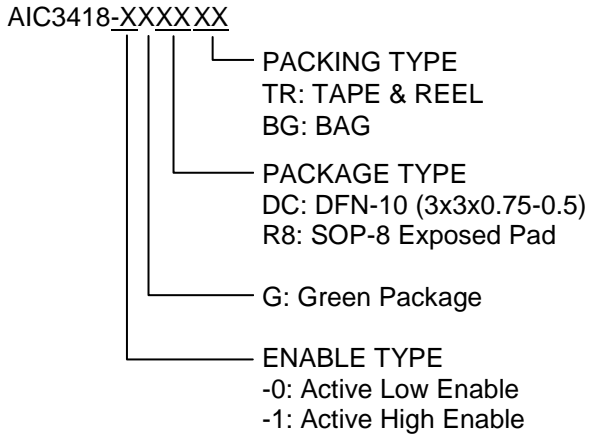 AIC3418-XXXXXX
PACKING TYPE
TR: TAPE & REEL
BG: BAG
PACKAGE TYPE
DC: DFN-10 (3x3x0.75-0.5)
R8: SOP-8 Exposed Pad
G: Green Package
ENABLE TYPE
-0: Active Low Enable
-1: Active High Enable